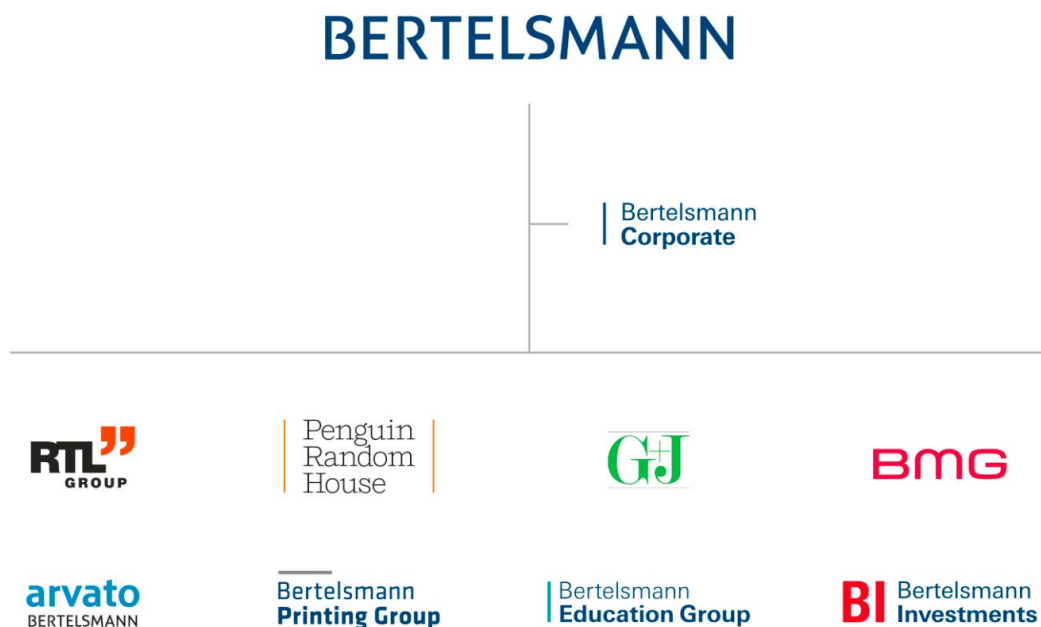 BERTELSMANN
Bertelsmann
Corporate
RTL
GROUP
Penguin
Random
House
G+J
BMG
arvato
BERTELSMANN
Bertelsmann
Printing Group
Bertelsmann
Education Group
BI
Bertelsmann
Investments